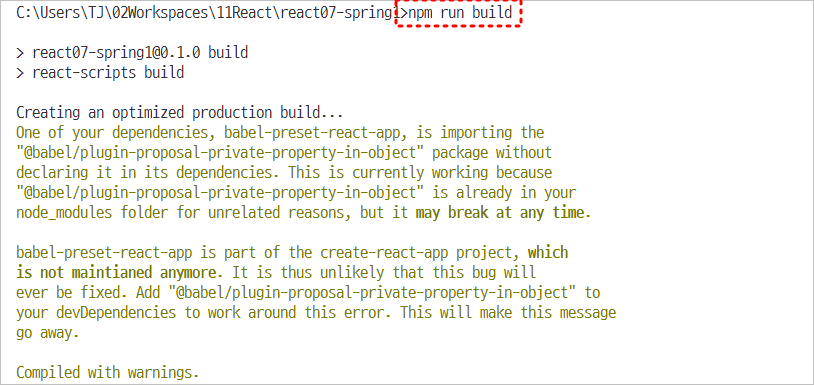 C:\Users\TJ\02Workspaces\11React\react07-spring1>npm run build
> react07-spring1@0.1.0 build
> react-scripts build
Creating an optimized production build...
One of your dependencies, babel-preset-react-app, is importing the
"@babel/plugin-proposal-private-property-in-object" package without
declaring it in its dependencies. This is currently working because
"@babel/plugin-proposal-private-property-in-object" is already in your
node_modules folder for unrelated reasons, but it may break at any time.
babel-preset-react-app is part of the create-react-app project, which
is not maintianed anymore. It is thus unlikely that this bug will
ever be fixed. Add "@babel/plugin-proposal-private-property-in-object" to
your devDependencies to work around this error. This will make this message
go away.
Compiled with warnings.